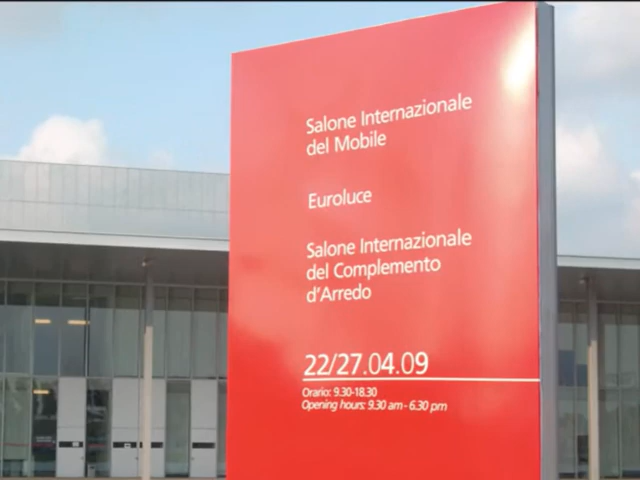 Salone Internazionale
del Mobile
Euroluce
Salone Internazionale
del Complemento
d'Arredo
22/27.04.09
Orario: 9.30-18.30
Opening hours: 9.30 am - 6.30 pm